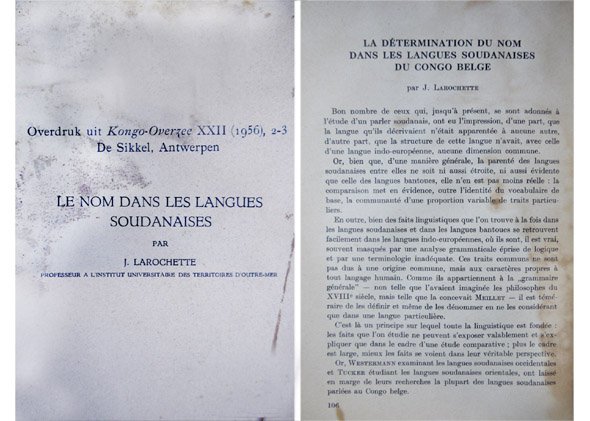 Overdruk uit Kongo-Overzee XXII (1956), 2-3
De Sikkel, Antwerpen
LE NOM DANS LES LANGUES
SOUDANAISES
PAR
J. LAROCHETTE
PROFESSEUR A L'INSTITUT UNIVERSITAIRE DES TERRITOIRES D'OUTRE-MER
LA DÉTERMINATION DU NOM
DANS LES LANGUES SOUDANAISES
DU CONGO BELGE
par J. LAROCHETTE
Bon nombre de ceux qui, jusqu'à présent, se sont adonnés à
l'étude d'un parler soudanais, ont eu l'impression, d'une part, que
la langue qu'ils décrivaient n'était apparentée à aucune autre,
d'autre part, que la structure de cette langue n'avait, avec celle
d'une langue indo-européenne, aucune dimension commune.
Or, bien que, d'une manière générale, la parenté des langues
soudanaises entre elles ne soit ni aussi étroite, ni aussi évidente
que celle des langues bantoues, elle n'en est pas moins réelle : la
comparaison met en évidence, outre l'identité du vocabulaire de
base, la communauté d'une proportion variable de traits particu-
liers.
En outre, bien des faits linguistiques que l'on trouve à la fois dans
les langues soudanaises et dans les langues bantoues se retrouvent
facilement dans les langues indo-européennes, où ils sont, il est vrai,
souvent masqués par une analyse grammaticale éprise de logique
et par une terminologie inadéquate. Ces traits communs ne sont
pas dus à une origine commune, mais aux caractères propres à
tout langage humain. Comme ils appartiennent à la „grammaire
générale” — non telle que l'avaient imaginée les philosophes du
XVIIIe siècle, mais telle que la concevait MEILLET — il est témé-
raire de les définir et même de les dénommer en ne les considérant
que dans une langue particulière.
C'est là un principe sur lequel toute la linguistique est fondée :
les faits que l'on étudie ne peuvent s'exposer valablement et s'ex-
pliquer que dans le cadre d'une étude comparative ; plus le cadre
est large, mieux les faits se voient dans leur véritable perspective.
Or, WESTERMANN examinant les langues soudanaises occidentales
et TUCKER étudiant les langues soudanaises orientales, ont laissé
en marge de leurs recherches la plupart des langues soudanaises
parlées au Congo belge.
106